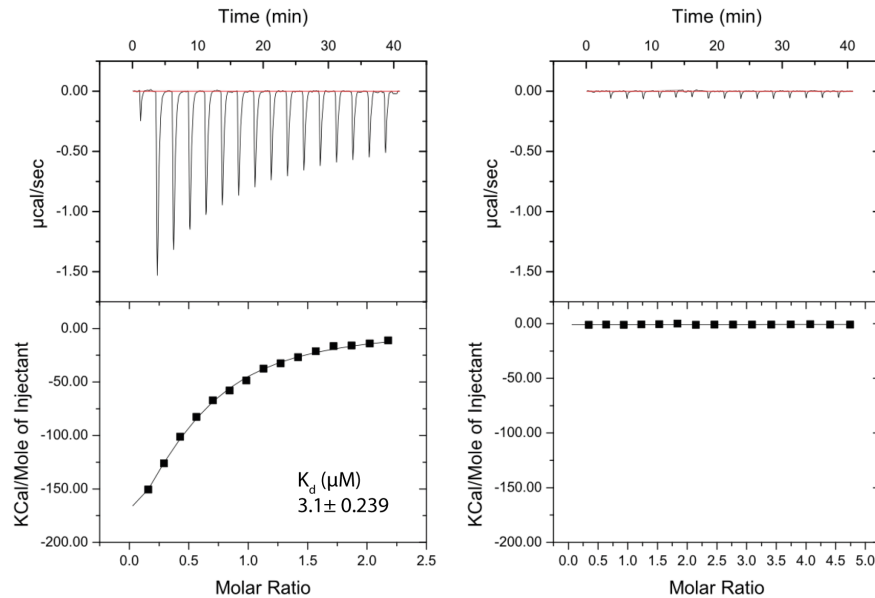 Time (min)
0 10 20 30 40
0.00
-0.50
-1.00
-1.50
µcal/sec
0.00
-50.00
-100.00
-150.00
-200.00
KCal/Mole of Injectant
K_d (µM)
3.1± 0.239
0.0 0.5 1.0 1.5 2.0 2.5
Molar Ratio
Time (min)
0 10 20 30 40
0.00
-0.50
-1.00
-1.50
µcal/sec
0.00
-50.00
-100.00
-150.00
-200.00
KCal/Mole of Injectant
0.0 0.5 1.0 1.5 2.0 2.5 3.0 3.5 4.0 4.5 5.0
Molar Ratio